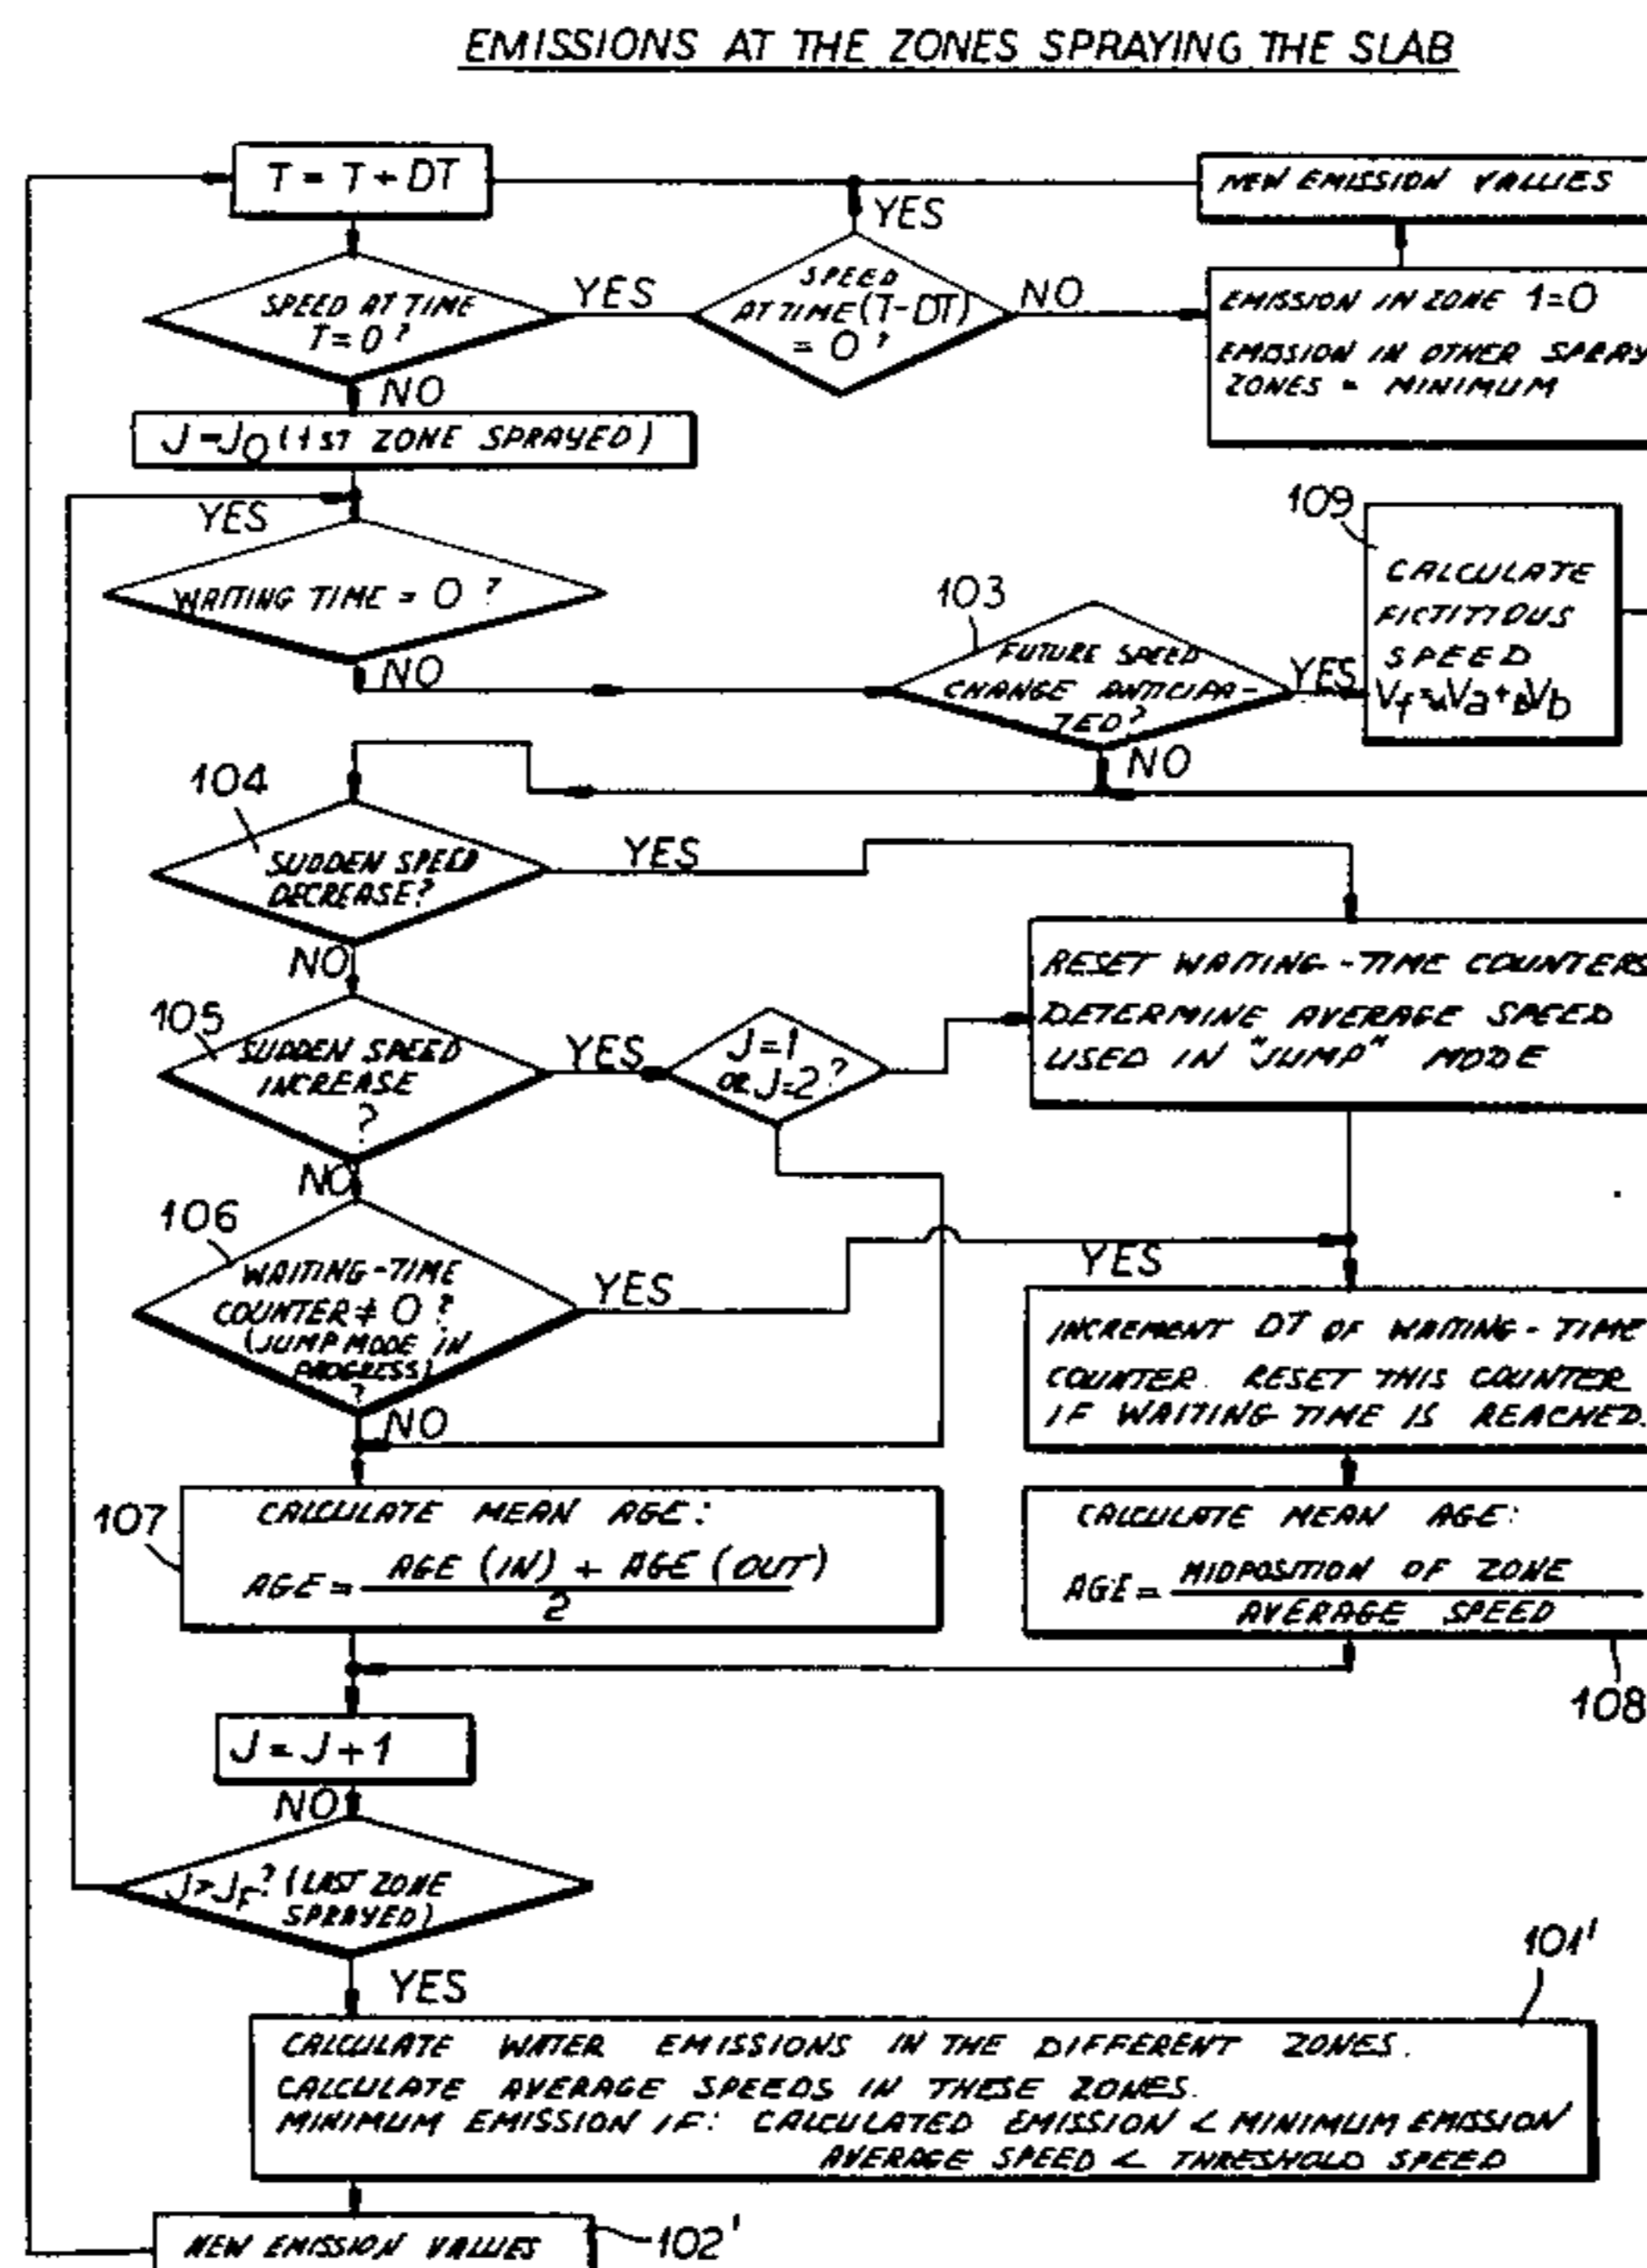 EMISSIONS AT THE ZONES SPRAYING THE SLAB
T = T + DT
NEW EMISSION VALUES
YES
SPEED AT TIME
T = 0 ?
YES
SPEED
AT TIME (T-DT)
= 0 ?
NO
EMISSION IN ZONE 1=0
EMISSION IN OTHER SPRAY
ZONES = MINIMUM
NO
J = JO (1ST ZONE SPRAYED)
YES
WAITING TIME = 0 ?
NO
103
FUTURE SPEED
CHANGE ANTICIPA-
TED?
YES
NO
109
CALCULATE
FICTITIOUS
SPEED
104
SUDDEN SPEED
DECREASE?
YES
NO
RESET WAITING-TIME COUNTERS
DETERMINE AVERAGE SPEED
USED IN "JUMP" MODE
105
SUDDEN SPEED
INCREASE
?
YES
J=1
OR J=2?
NO
106
WAITING-TIME
COUNTER ≠ 0 ?
(JUMP MODE IN
PROGRESS)
?
YES
YES
NO
INCREMENT DT OF WAITING-TIME
COUNTER. RESET THIS COUNTER
IF WAITING TIME IS REACHED.
107
CALCULATE MEAN AGE:
AGE = AGE (IN) + AGE (OUT)
2
CALCULATE MEAN AGE:
AGE = MIDPOSITION OF ZONE
AVERAGE SPEED
108
J = J + 1
NO
J > JF? (LAST ZONE
SPRAYED)
YES
101'
CALCULATE WATER EMISSIONS IN THE DIFFERENT ZONES.
CALCULATE AVERAGE SPEEDS IN THESE ZONES.
MINIMUM EMISSION IF: CALCULATED EMISSION < MINIMUM EMISSION
AVERAGE SPEED < THRESHOLD SPEED
NEW EMISSION VALUES
102'